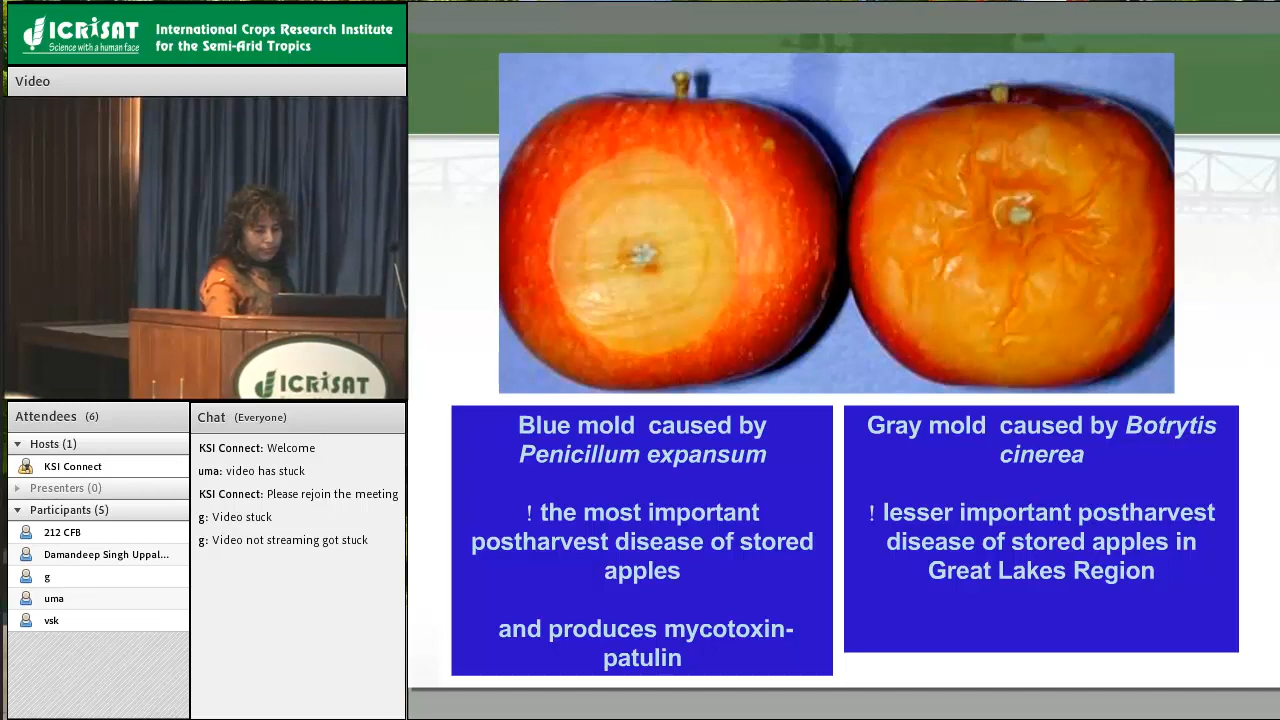 ICRISAT
Science with a human face
International Crops Research Institute
for the Semi-Arid Tropics
Video
ICRISAT
Attendees (6)
Hosts (1)
KSI Connect
Presenters (0)
Participants (5)
212 CFB
Damandeep Singh Uppal...
g
uma
vsk
Chat (Everyone)
KSI Connect: Welcome
uma: video has stuck
KSI Connect: Please rejoin the meeting
g: Video stuck
g: Video not streaming got stuck
Blue mold caused by
Penicillum expansum
! the most important
postharvest disease of stored
apples
and produces mycotoxin-
patulin
Gray mold caused by Botrytis
cinerea
! lesser important postharvest
disease of stored apples in
Great Lakes Region